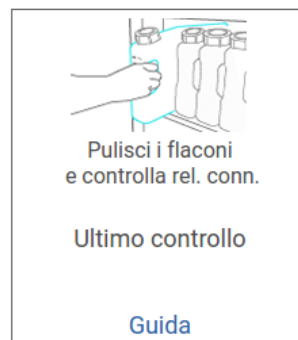 Pulisci i flaconi
e controlla rel. conn.
Ultimo controllo
Guida